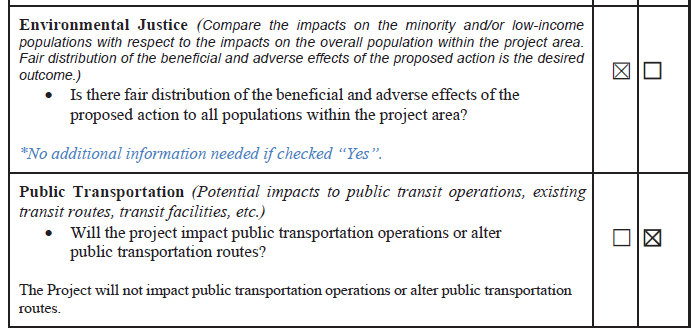 Environmental Justice (Compare the impacts on the minority and/or low-income
populations with respect to the impacts on the overall population within the project area.
Fair distribution of the beneficial and adverse effects of the proposed action is the desired
outcome.)
• Is there fair distribution of the beneficial and adverse effects of the
proposed action to all populations within the project area?
*No additional information needed if checked “Yes”.
☒ ☐
Public Transportation (Potential impacts to public transit operations, existing
transit routes, transit facilities, etc.)
• Will the project impact public transportation operations or alter
public transportation routes?
The Project will not impact public transportation operations or alter public transportation
routes.
☐ ☒